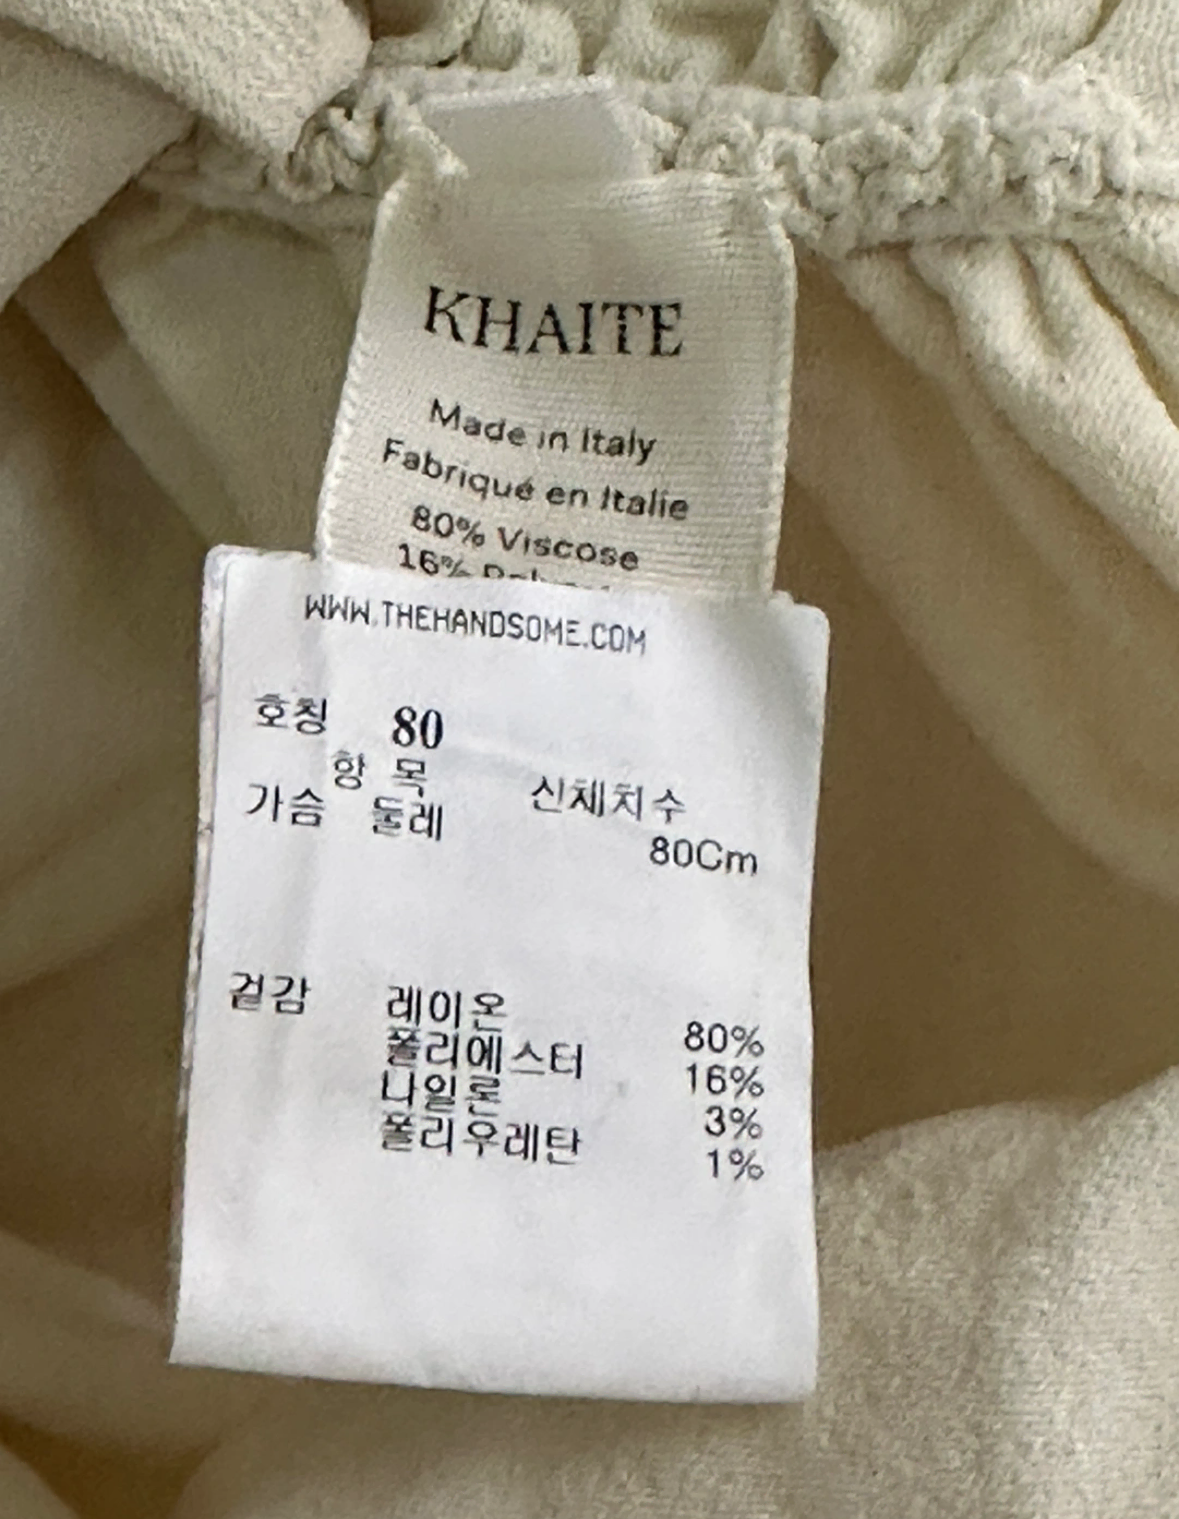 KHAITE
Made in Italy
Fabriqué en Italie
80% Viscose
16%
WWW.THEHANDSOME.COM
호칭 80
항 목 신체치수
가슴 둘레 80Cm
겉감 레이온 80%
폴리에스터 16%
나일론 3%
폴리우레탄 1%